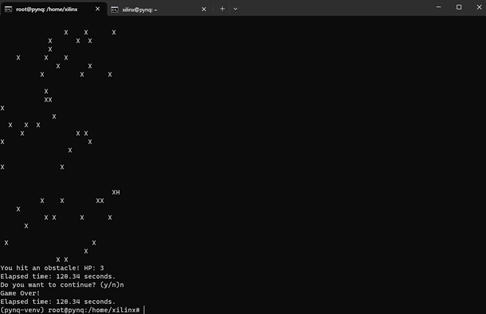 root@pynq: /home/xilinx
xilinx@pynq: ~
X X X
X X X
X
X X X
X X
X X X
X
XX
X
X
X X X
X X X
X X
X
X X
XH
X X XX
X
X X X X
X
X X
X
X X
You hit an obstacle! HP: 3
Elapsed time: 120.34 seconds.
Do you want to continue? (y/n)n
Game Over!
Elapsed time: 120.34 seconds.
(pynq-venv) root@pynq:/home/xilinx#